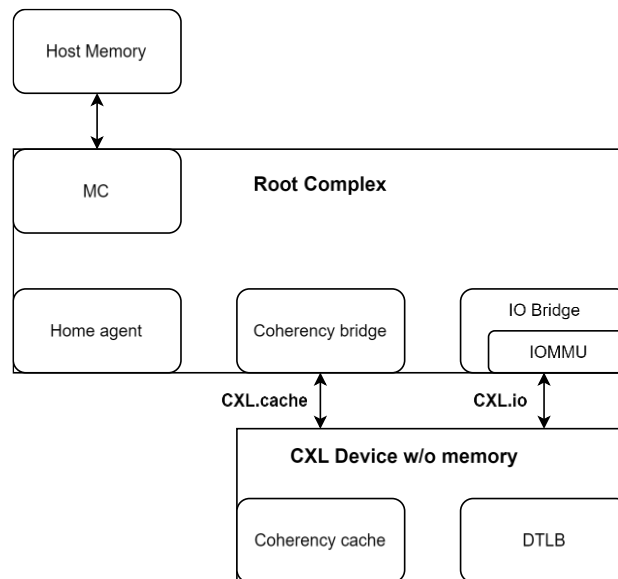 Host Memory
MC
Root Complex
Home agent
Coherency bridge
IO Bridge
IOMMU
CXL.cache
CXL.io
CXL Device w/o memory
Coherency cache
DTLB